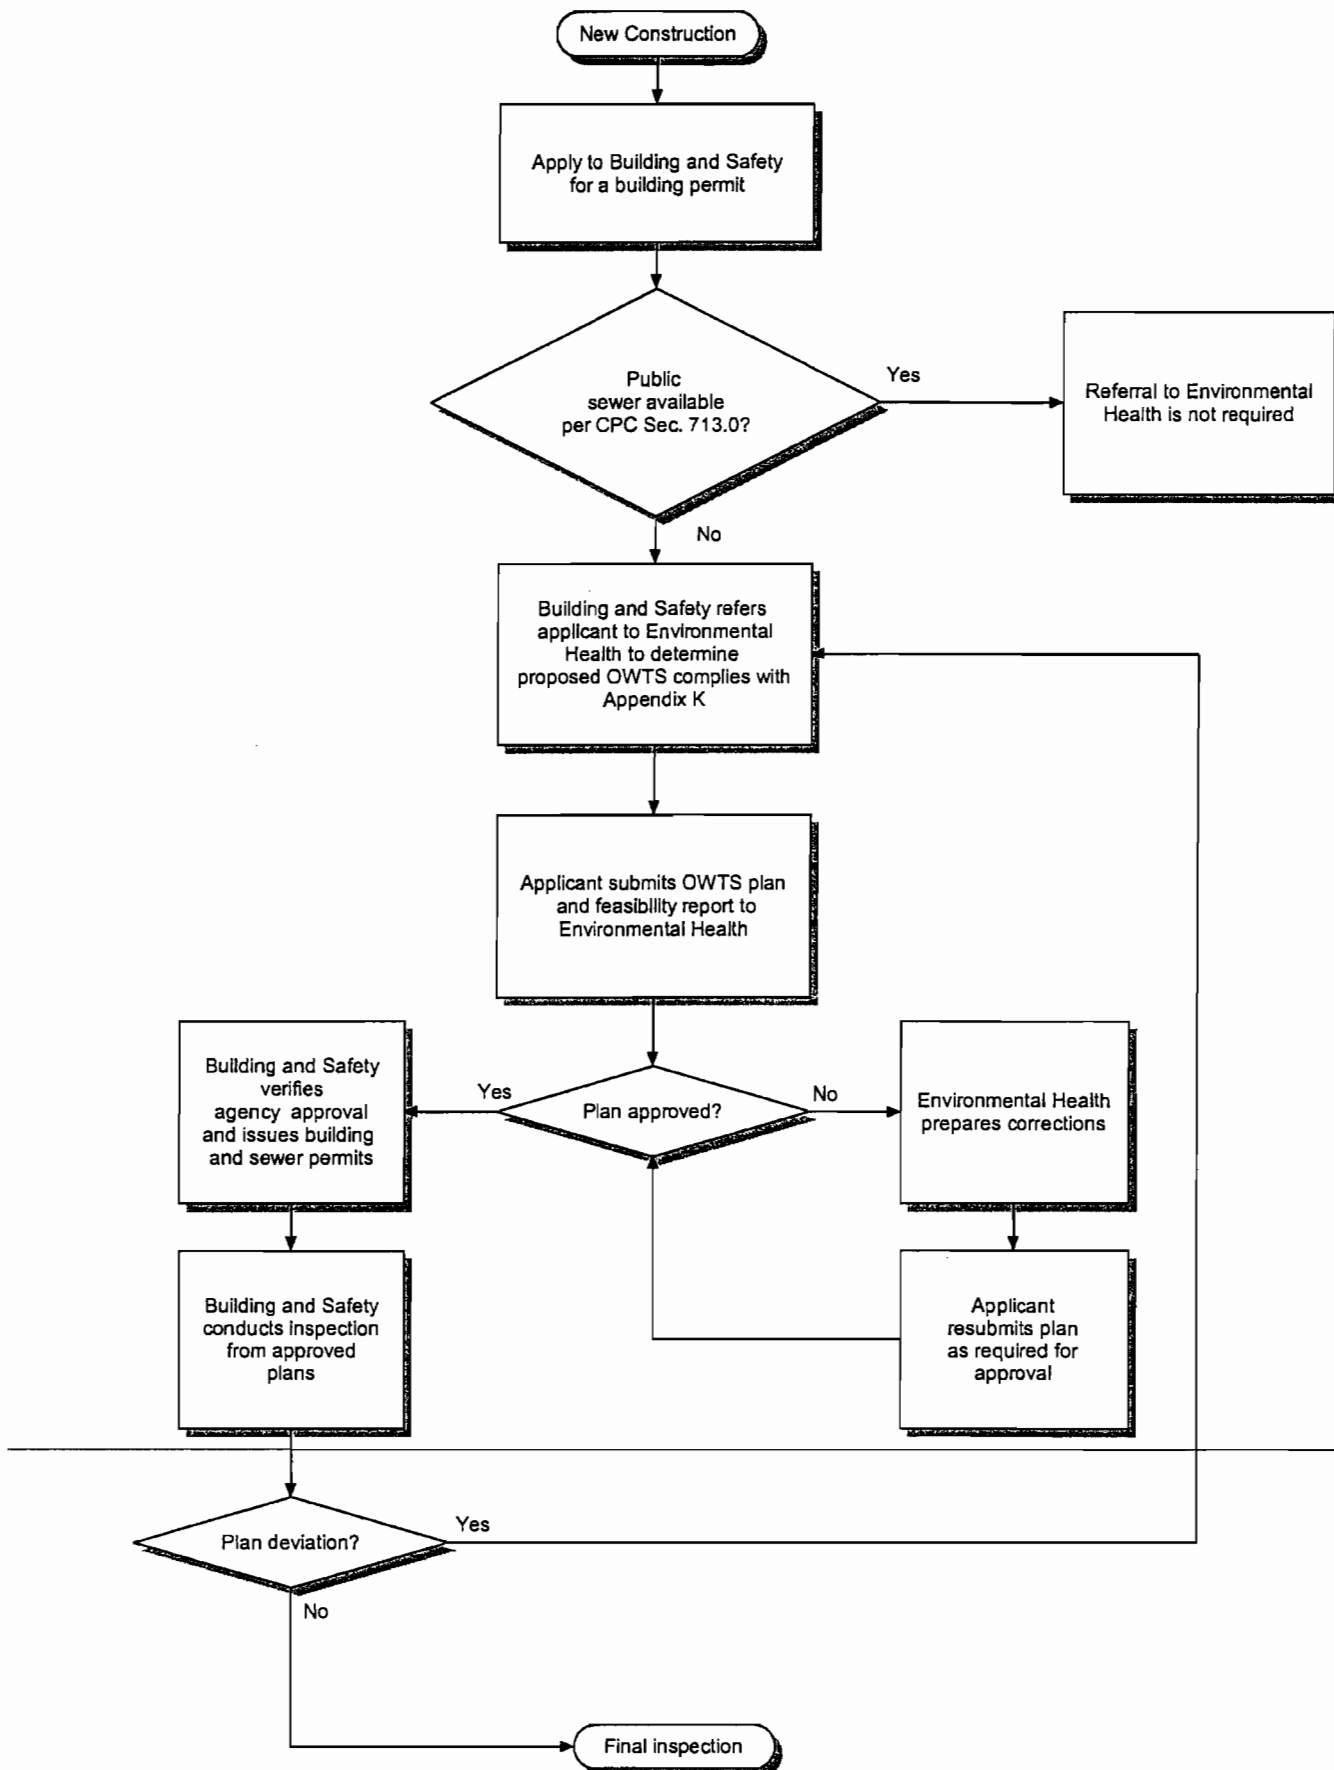 New Construction
Apply to Building and Safety
for a building permit
Public
sewer available
per CPC Sec. 713.0?
Yes
Referral to Environmental
Health is not required
No
Building and Safety refers
applicant to Environmental
Health to determine
proposed OWTS complies with
Appendix K
Applicant submits OWTS plan
and feasibility report to
Environmental Health
Building and Safety
verifies
agency approval
and issues building
and sewer permits
Yes
Plan approved?
No
Environmental Health
prepares corrections
Building and Safety
conducts inspection
from approved
plans
Applicant
resubmits plan
as required for
approval
Plan deviation?
Yes
No
Final inspection